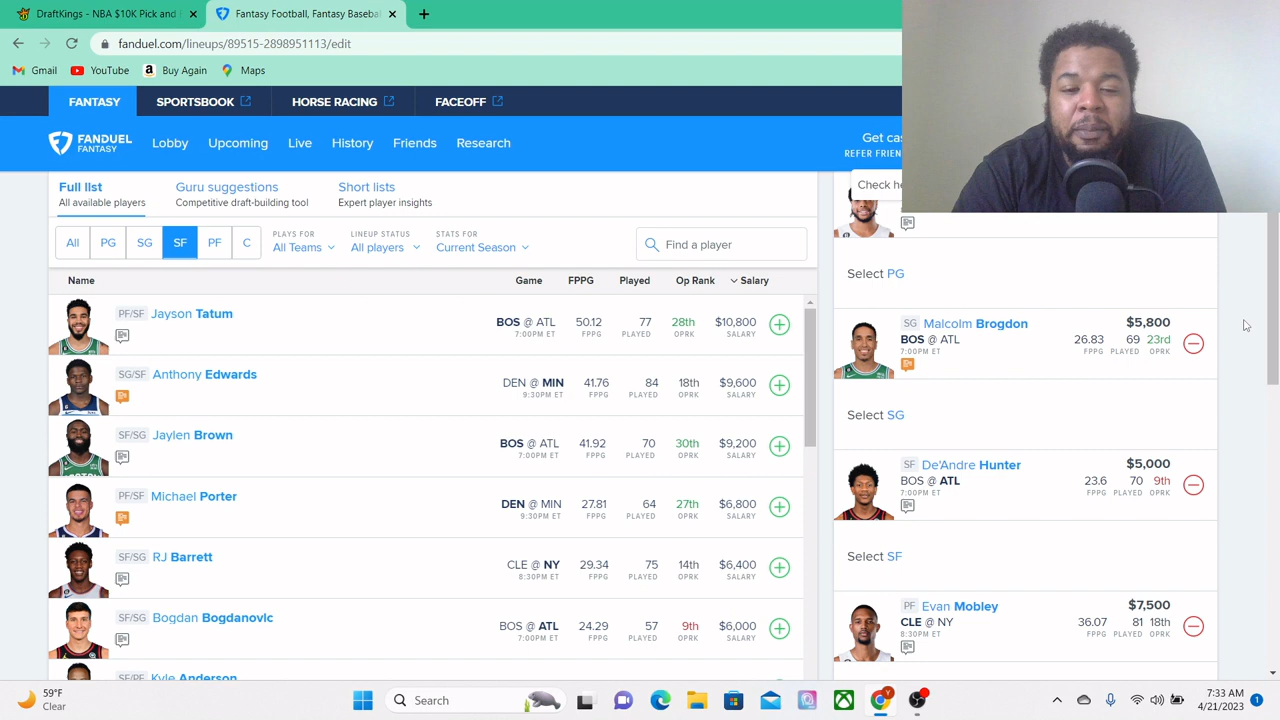 DraftKings - NBA $10K Pick and
Fantasy Football, Fantasy Baseba
fanduel.com/lineups/89515-2898951113/edit
Gmail YouTube Buy Again Maps
FANTASY SPORTSBOOK HORSE RACING FACEOFF
FANDUEL
FANTASY
Lobby Upcoming Live History Friends Research
Get cas
REFER FRIEN
Full list Guru suggestions Short lists
All available players Competitive draft-building tool Expert player insights
Check he
PLAYS FOR LINEUP STATUS STATS FOR
All PG SG SF PF C All Teams All players Current Season Find a player
Name Game FPPG Played Op Rank Salary
PF/SF Jayson Tatum
BOS @ ATL 50.12 77 28th $10,800
7:00PM ET FPPG PLAYED OPRK SALARY
SG/SF Anthony Edwards
DEN @ MIN 41.76 84 18th $9,600
9:30PM ET FPPG PLAYED OPRK SALARY
SF/SG Jaylen Brown
BOS @ ATL 41.92 70 30th $9,200
7:00PM ET FPPG PLAYED OPRK SALARY
PF/SF Michael Porter
DEN @ MIN 27.81 64 27th $6,800
9:30PM ET FPPG PLAYED OPRK SALARY
SF/SG RJ Barrett
CLE @ NY 29.34 75 14th $6,400
8:30PM ET FPPG PLAYED OPRK SALARY
SF/SG Bogdan Bogdanovic
BOS @ ATL 24.29 57 9th $6,000
7:00PM ET FPPG PLAYED OPRK SALARY
SF/PF Kyle Anderson
Select PG
SG Malcolm Brogdon $5,800
BOS @ ATL 26.83 69 23rd
7:00PM ET FPPG PLAYED OPRK
Select SG
SF De'Andre Hunter $5,000
BOS @ ATL 23.6 70 9th
7:00PM ET FPPG PLAYED OPRK
Select SF
PF Evan Mobley $7,500
CLE @ NY 36.07 81 18th
8:30PM ET FPPG PLAYED OPRK
59°F
Clear
Search
7:33 AM
4/21/2023